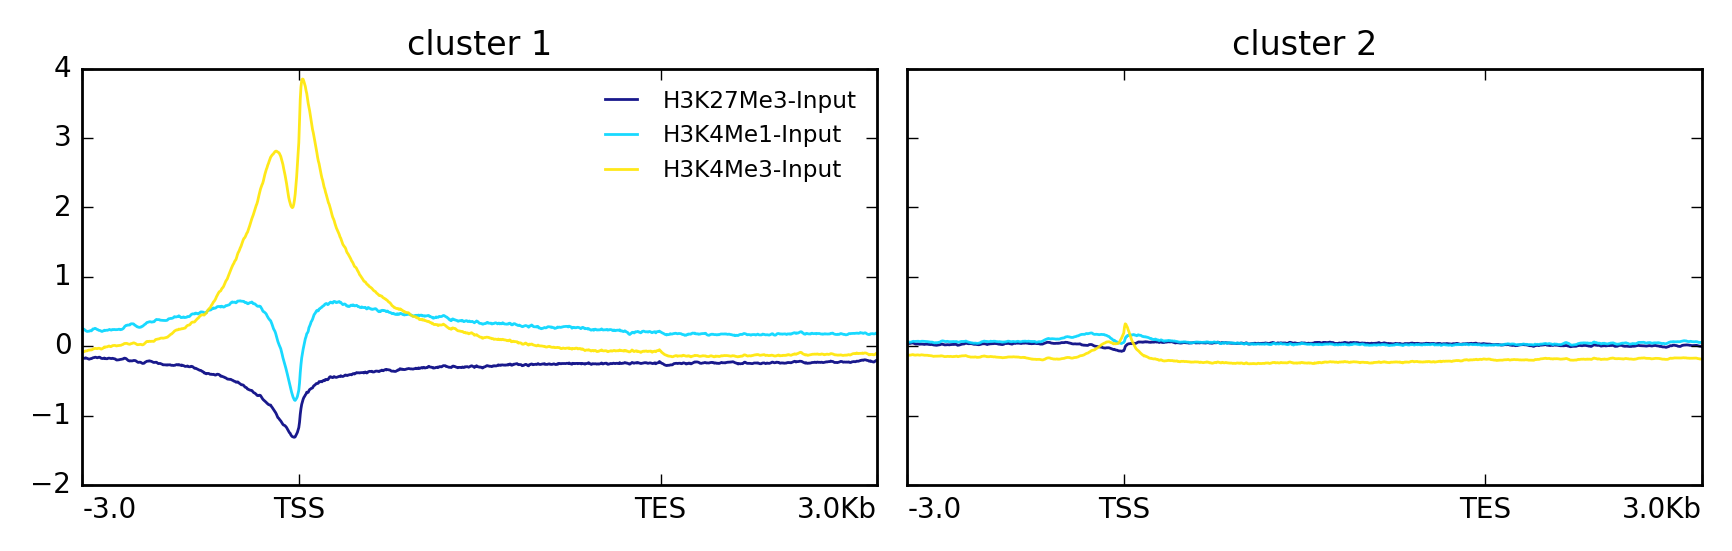 cluster 1
cluster 2
4
3
2
1
0
−1
−2
H3K27Me3-Input
H3K4Me1-Input
H3K4Me3-Input
-3.0 TSS TES 3.0Kb
-3.0 TSS TES 3.0Kb